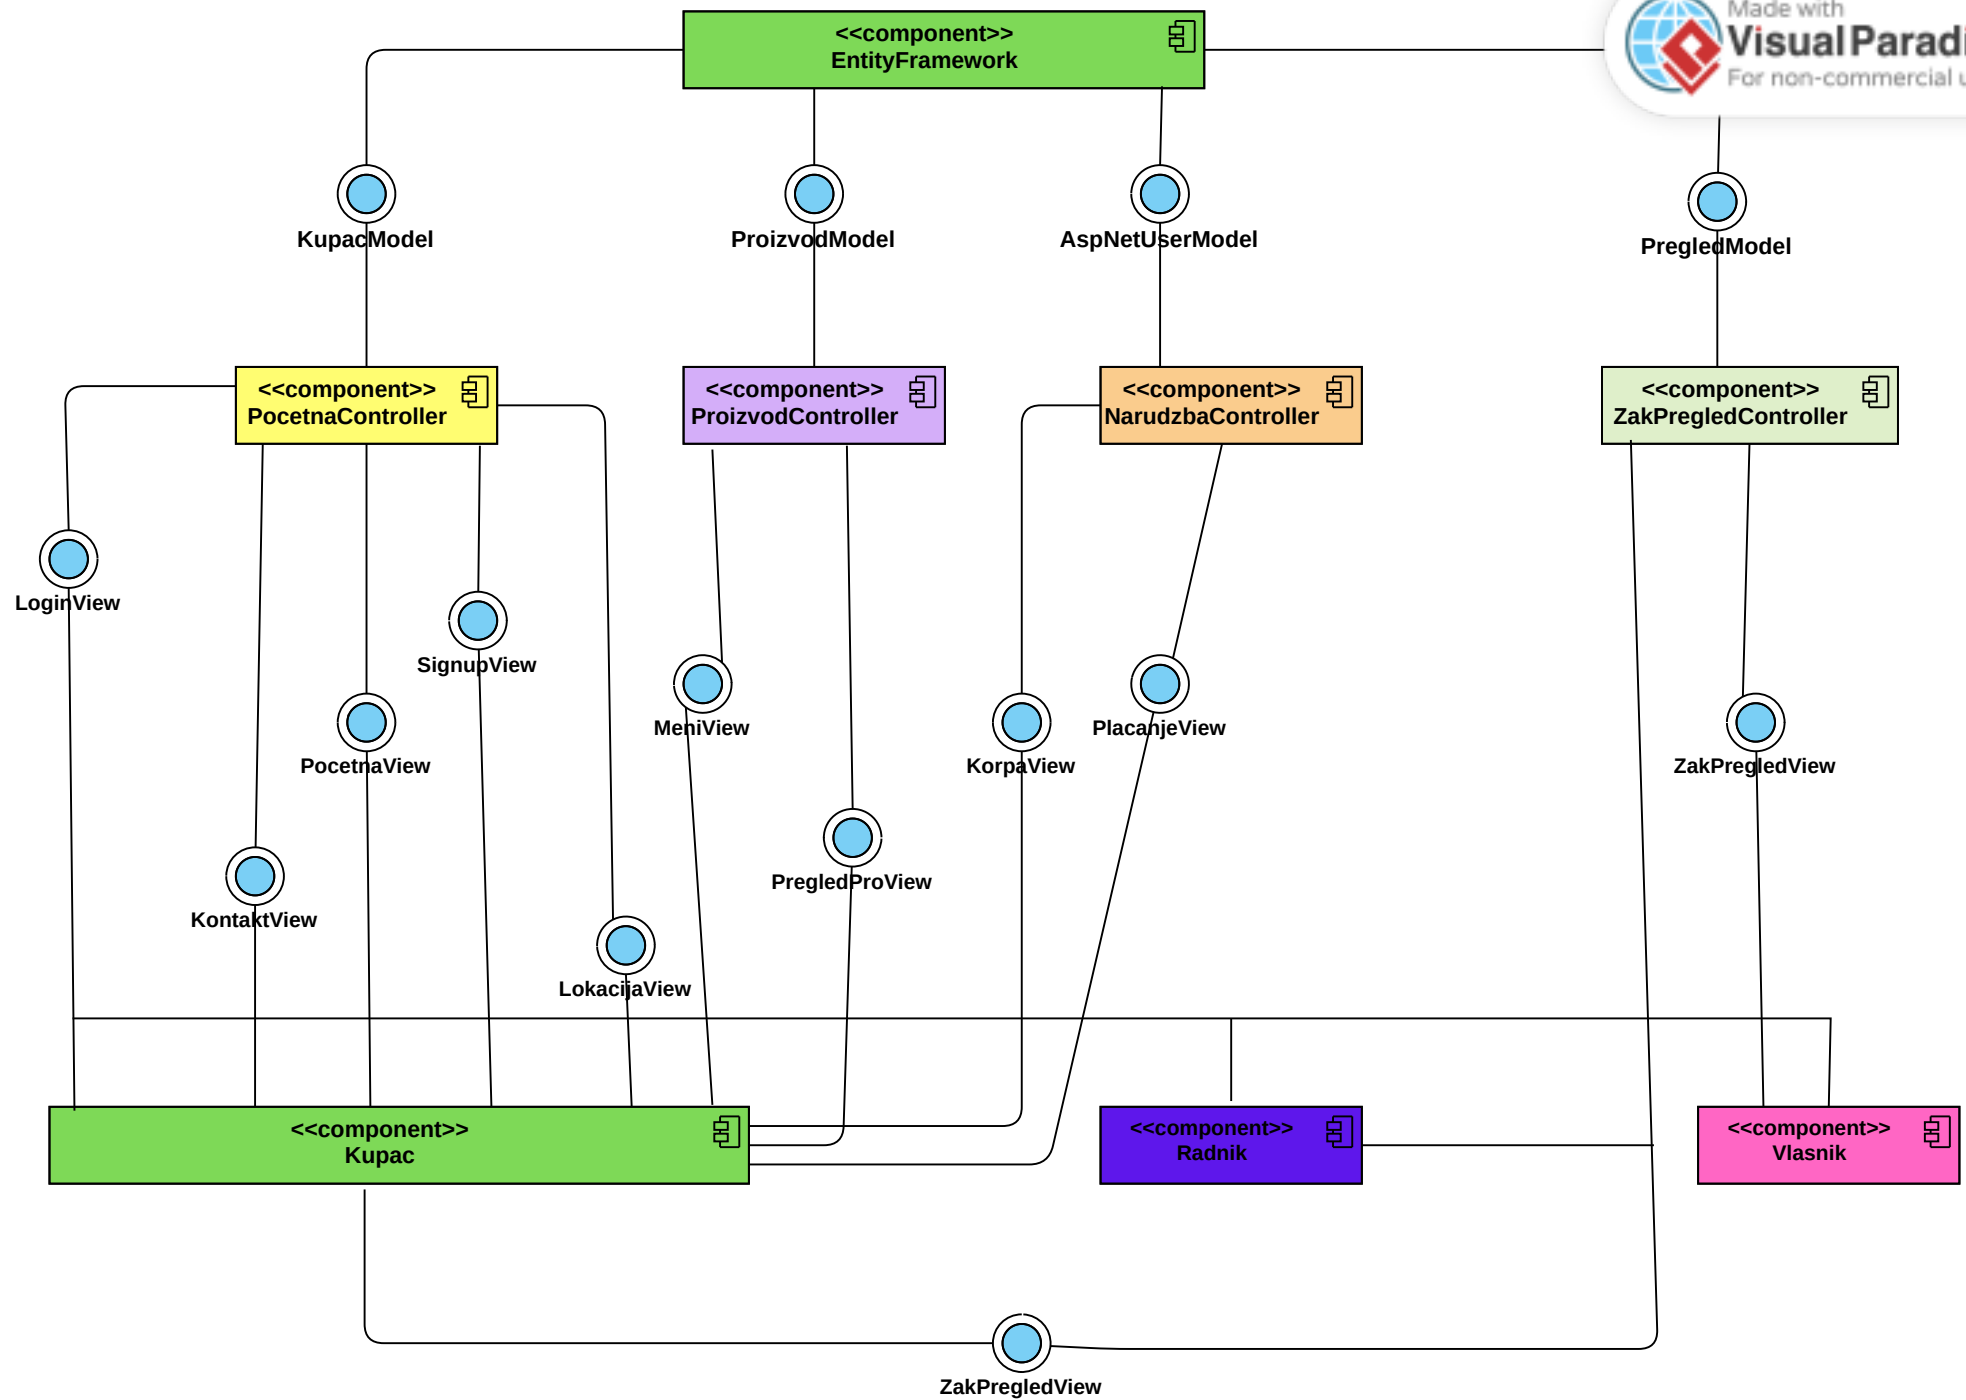 <<component>>
EntityFramework
Made with
Visual Paradi
For non-commercial u
KupacModel
ProizvodModel
AspNetUserModel
PregledModel
<<component>>
PocetnaController
<<component>>
ProizvodController
<<component>>
NarudzbaController
<<component>>
ZakPregledController
LoginView
SignupView
MeniView
PlacanjeView
PocetnaView
KorpaView
ZakPregledView
PregledProView
KontaktView
LokacijaView
<<component>>
Kupac
<<component>>
Radnik
<<component>>
Vlasnik
ZakPregledView